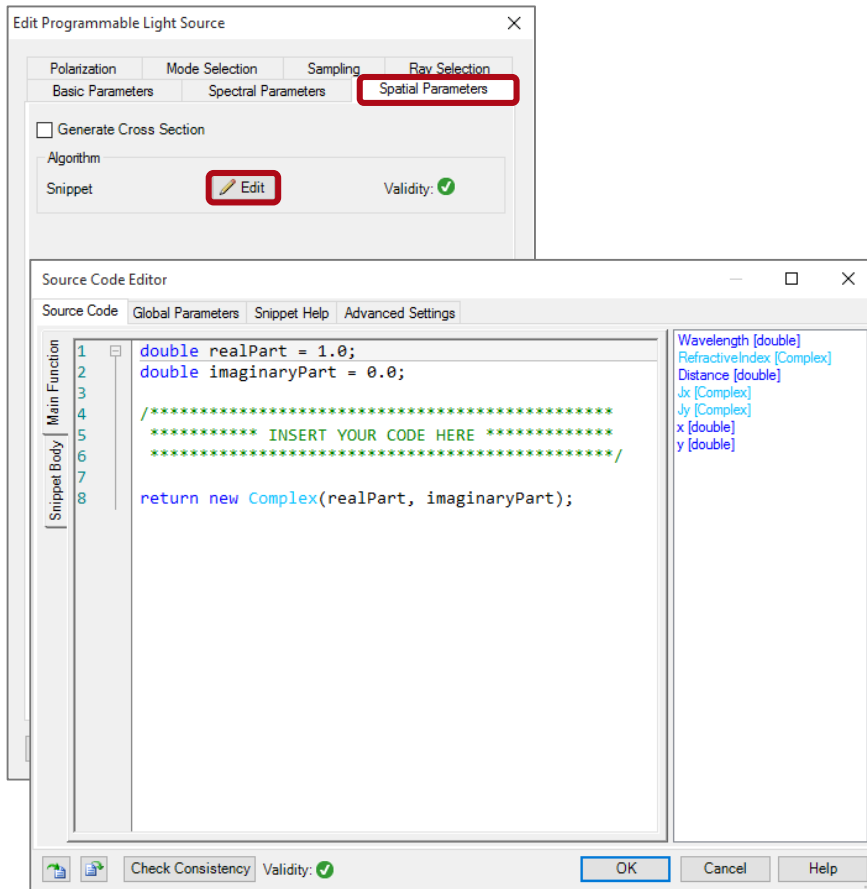 Edit Programmable Light Source
Polarization Mode Selection Sampling Ray Selection
Basic Parameters Spectral Parameters Spatial Parameters
Generate Cross Section
Algorithm
Snippet Edit Validity:
Source Code Editor
Source Code Global Parameters Snippet Help Advanced Settings
Main Function
Snippet Body
1 double realPart = 1.0;
2 double imaginaryPart = 0.0;
3
4 /***********************************************
5 *********** INSERT YOUR CODE HERE *************
6 ***********************************************/
7
8 return new Complex(realPart, imaginaryPart);
Wavelength [double]
RefractiveIndex [Complex]
Distance [double]
Jx [Complex]
Jy [Complex]
x [double]
y [double]
Check Consistency Validity: OK Cancel Help